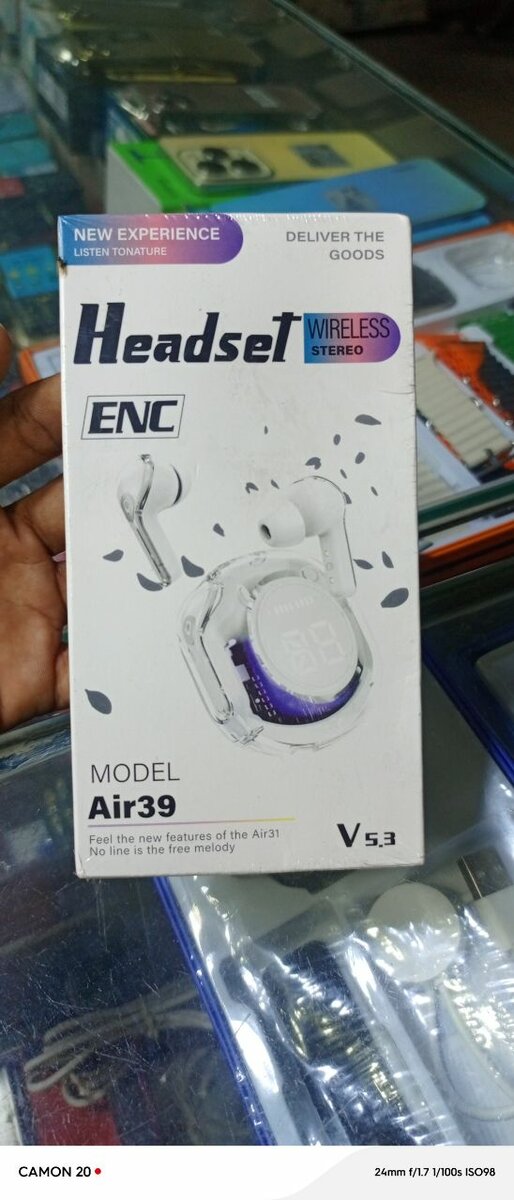 NEW EXPERIENCE
LISTEN TONATURE
DELIVER THE
GOODS
Headset WIRELESS
STEREO
ENC
MODEL
Air39
Feel the new features of the Air31
No line is the free melody
V 5.3
CAMON 20
24mm f/1.7 1/100s ISO98